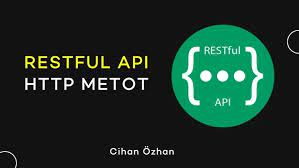 RESTFUL API
HTTP METOT
RESTful
API
Cihan Özhan